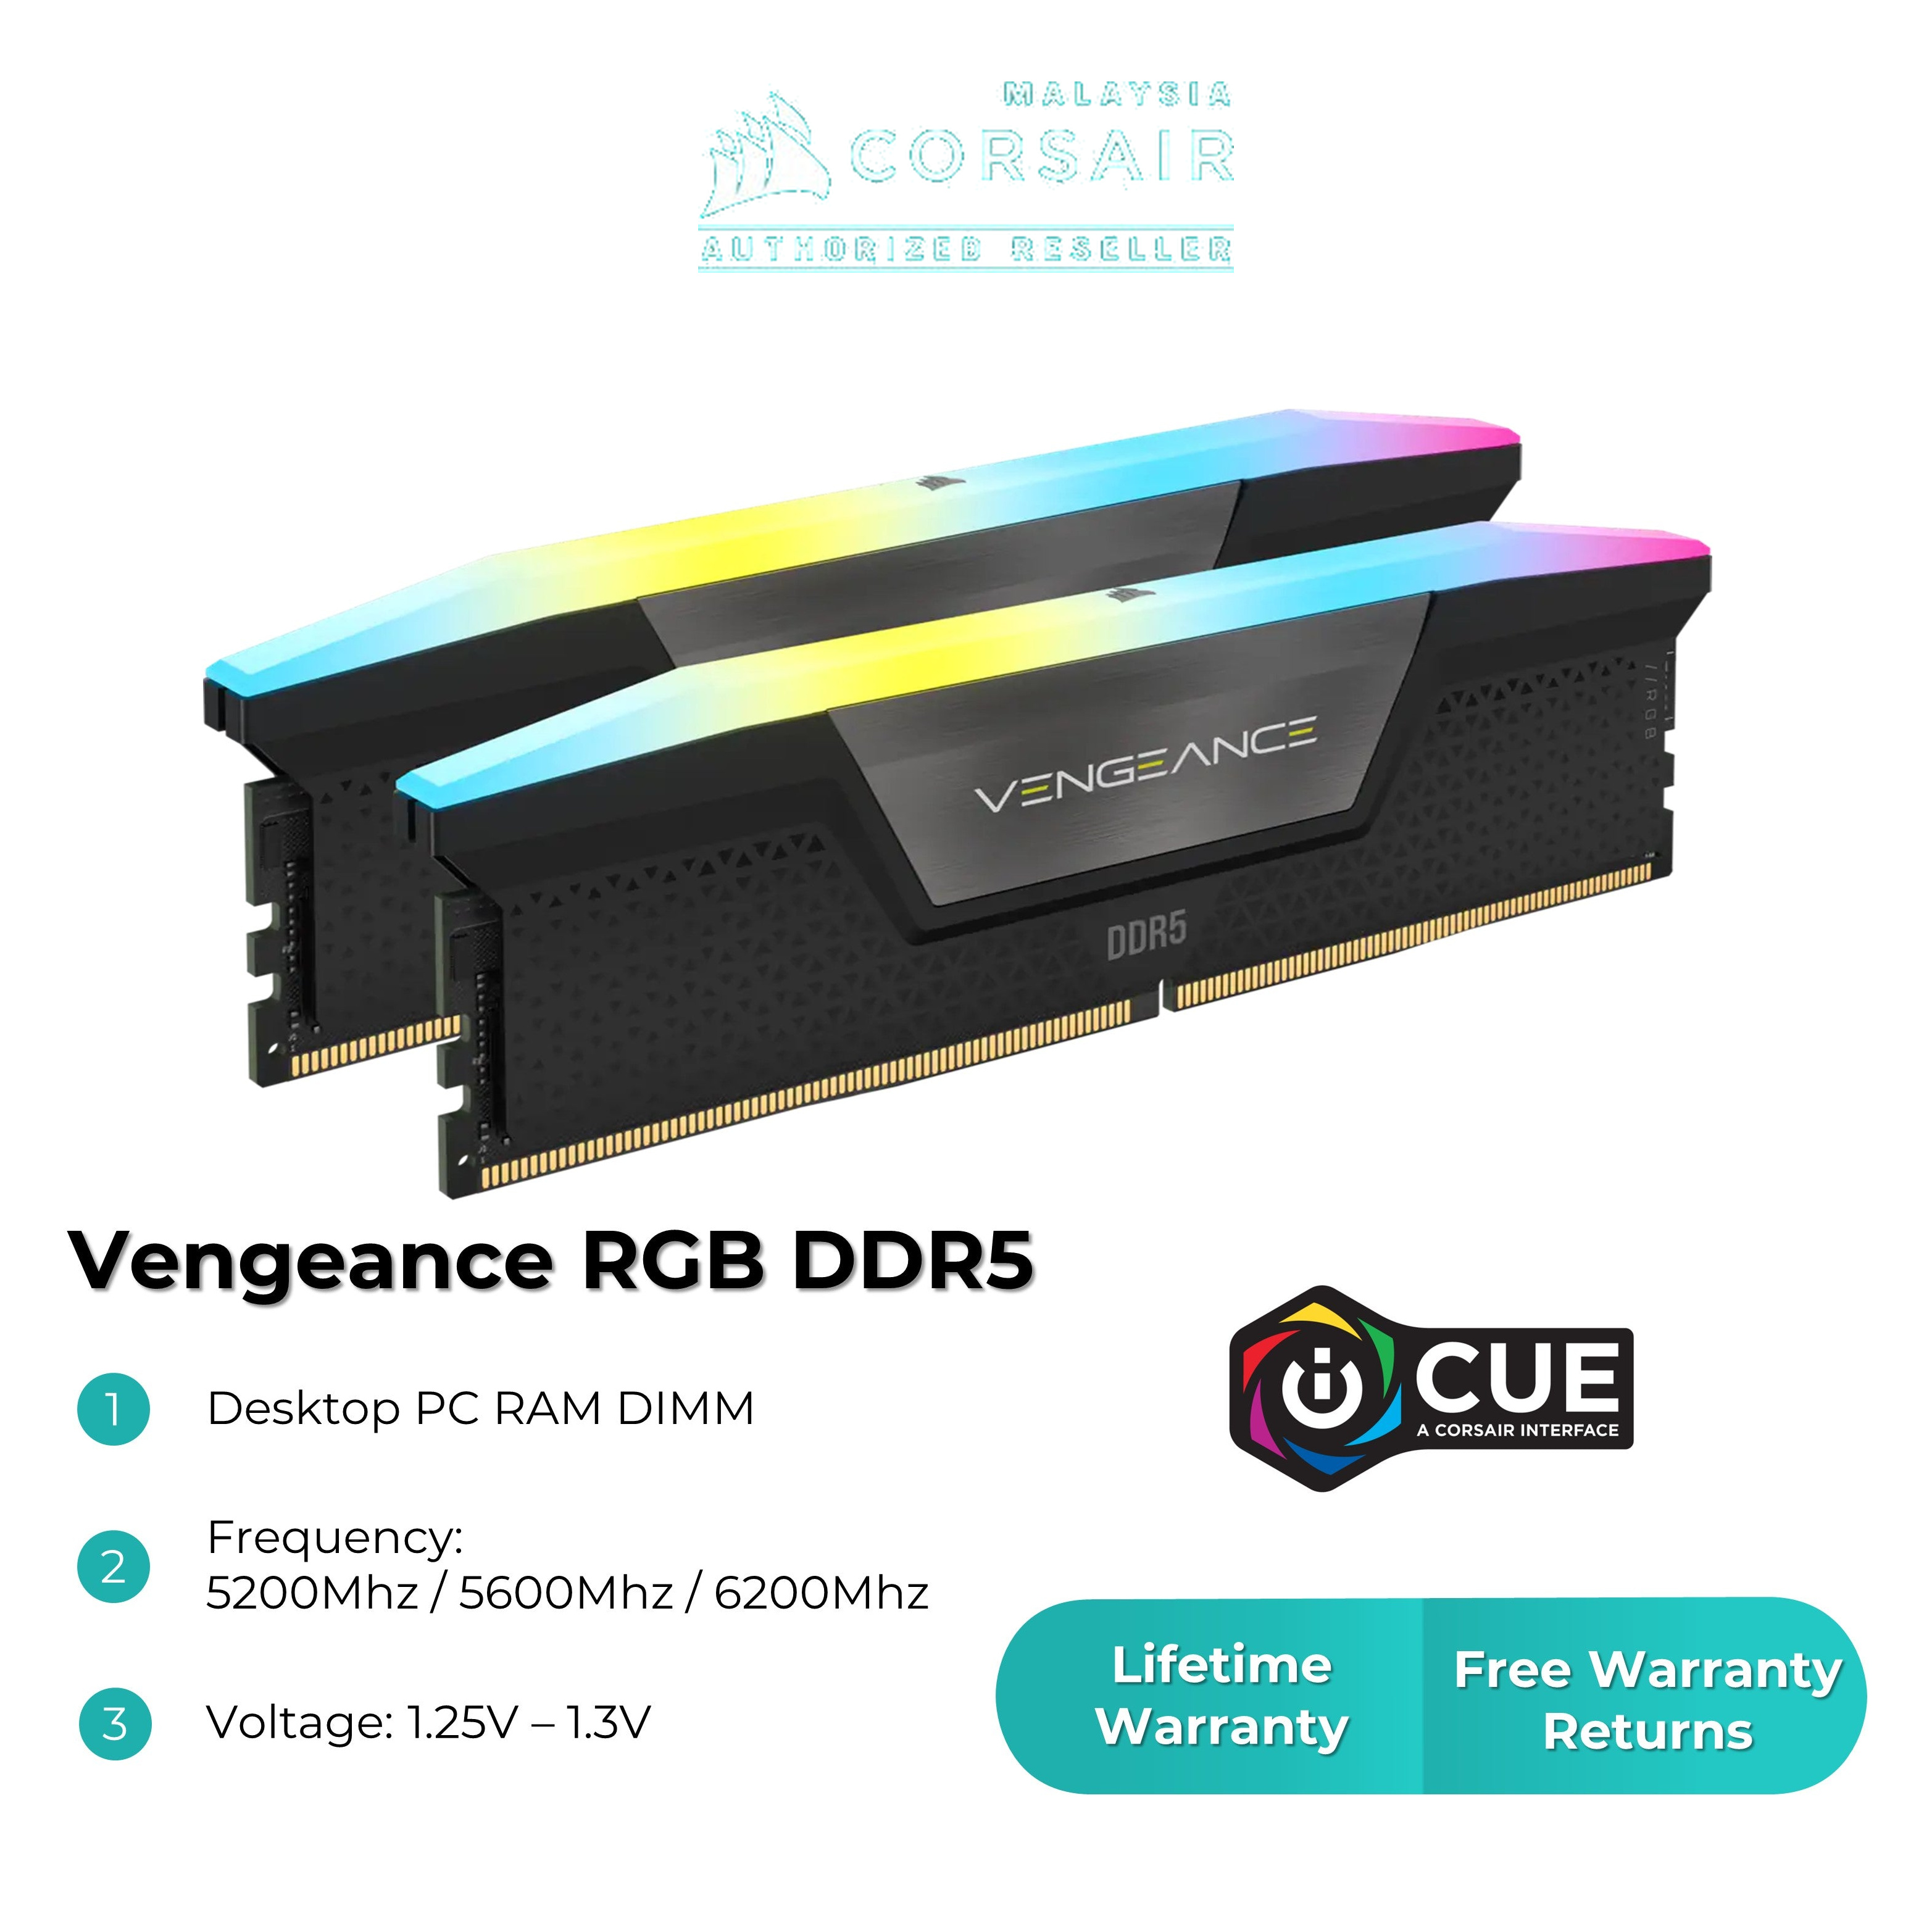 MALAYSIA
CORSAIR
AUTHORIZED RESELLER
VENGEANCE
//RGB
DDR5
Vengeance RGB DDR5
1 Desktop PC RAM DIMM
2 Frequency:
5200Mhz / 5600Mhz / 6200Mhz
3 Voltage: 1.25V – 1.3V
iCUE
A CORSAIR INTERFACE
Lifetime
Warranty
Free Warranty
Returns